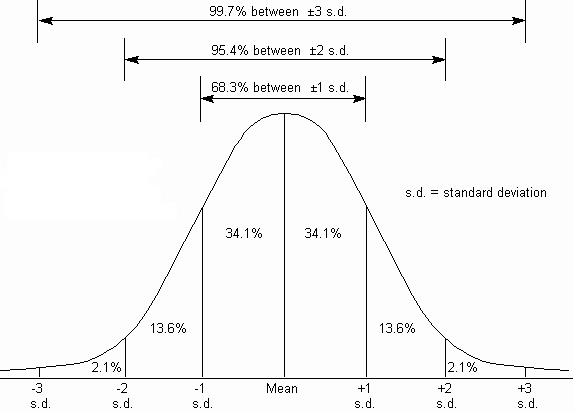 99.7% between ±3 s.d.
95.4% between ±2 s.d.
68.3% between ±1 s.d.
s.d. = standard deviation
34.1% 34.1%
13.6% 13.6%
2.1% 2.1%
-3 -2 -1 Mean +1 +2 +3
s.d. s.d. s.d. s.d. s.d. s.d.